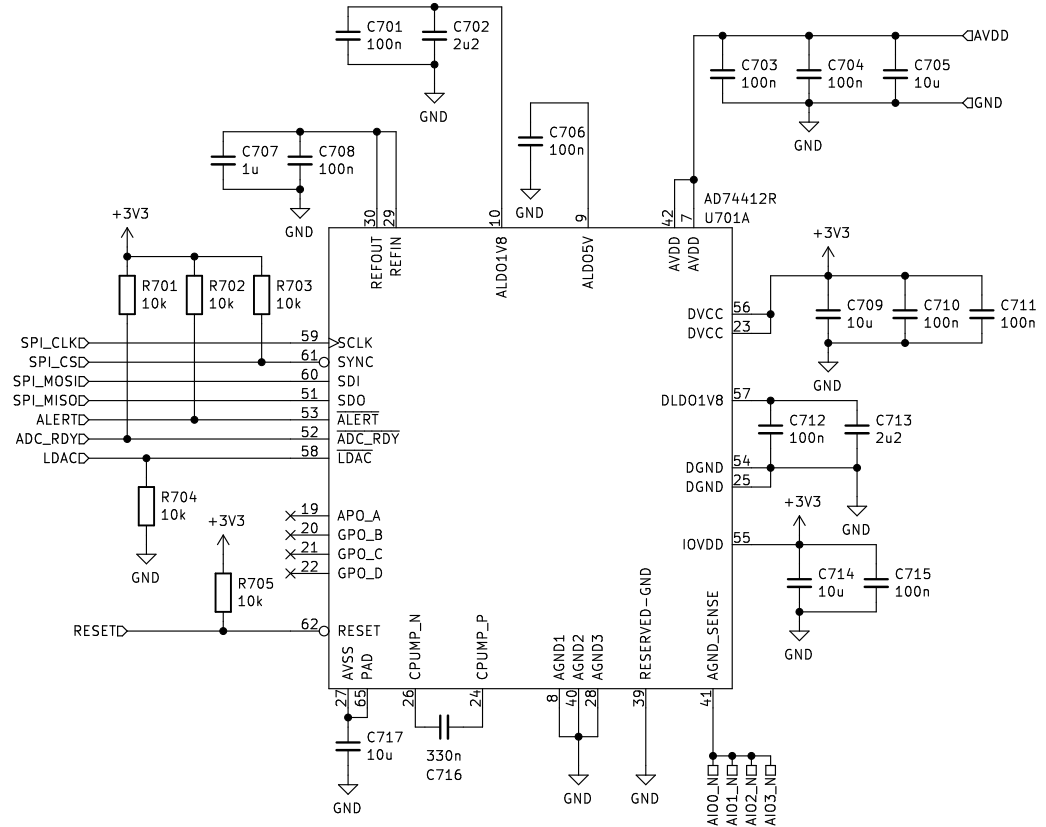 C701
100n
C702
2u2
GND
C703
100n
C704
100n
C705
10u
AVDD
GND
GND
C706
100n
GND
C707
1u
C708
100n
GND
AD74412R
U701A
30
29
10
9
42
7
REFOUT
REFIN
ALDO1V8
ALDO5V
AVDD
AVDD
+3V3
R701
10k
R702
10k
R703
10k
SPI_CLK
59
SCLK
SPI_CS
61
SYNC
SPI_MOSI
60
SDI
SPI_MISO
51
SDO
ALERT
53
ALERT
ADC_RDY
52
ADC_RDY
LDAC
58
LDAC
R704
10k
GND
19
APO_A
20
GPO_B
21
GPO_C
22
GPO_D
+3V3
R705
10k
RESET
62
RESET
+3V3
DVCC
56
DVCC
23
C709
10u
C710
100n
C711
100n
GND
DLDO1V8
57
C712
100n
C713
2u2
DGND
54
DGND
25
GND
+3V3
IOVDD
55
C714
10u
C715
100n
GND
AVSS
PAD
CPUMP_N
CPUMP_P
AGND1
AGND2
AGND3
RESERVED-GND
AGND_SENSE
27
65
26
24
8
40
28
39
41
C717
10u
GND
330n
C716
GND
GND
AIO0_N
AIO1_N
AIO2_N
AIO3_N